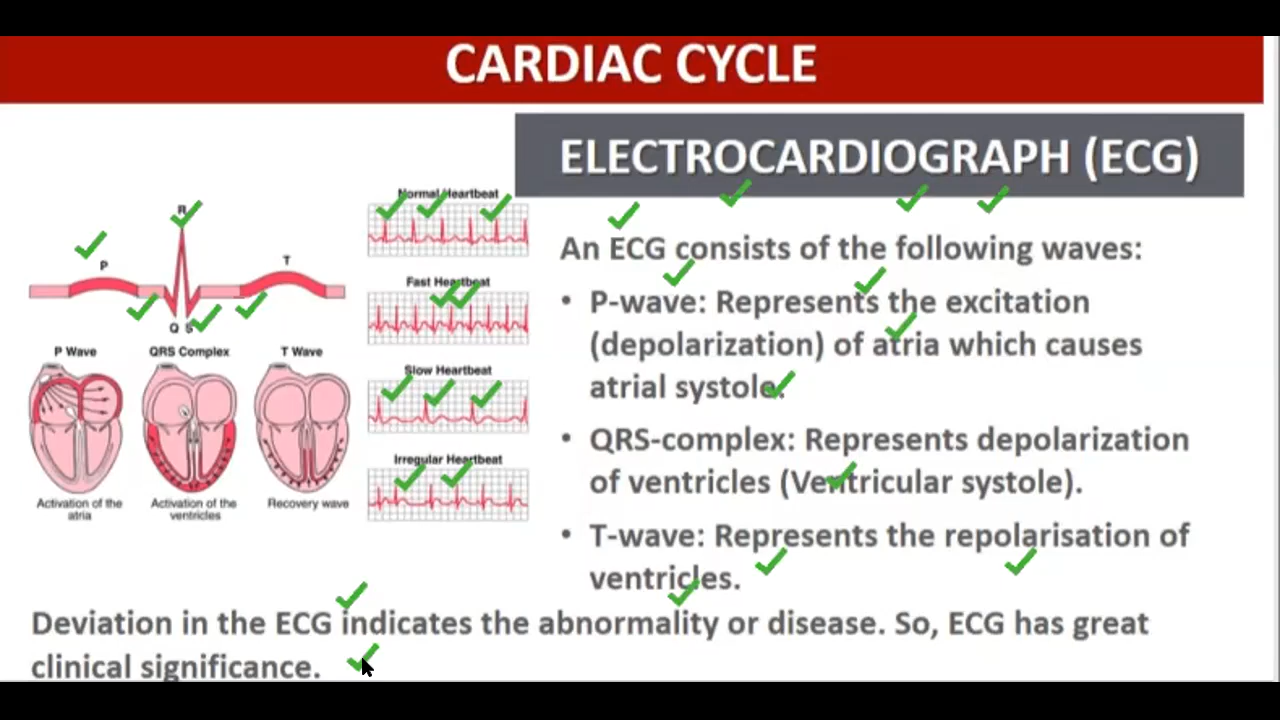 CARDIAC CYCLE
ELECTROCARDIOGRAPH (ECG)
R
P
T
Q S
P Wave
QRS Complex
T Wave
Activation of the
atria
Activation of the
ventricles
Recovery wave
Normal Heartbeat
Fast Heartbeat
Slow Heartbeat
Irregular Heartbeat
An ECG consists of the following waves:
• P-wave: Represents the excitation
(depolarization) of atria which causes
atrial systole.
• QRS-complex: Represents depolarization
of ventricles (Ventricular systole).
• T-wave: Represents the repolarisation of
ventricles.
Deviation in the ECG indicates the abnormality or disease. So, ECG has great
clinical significance.